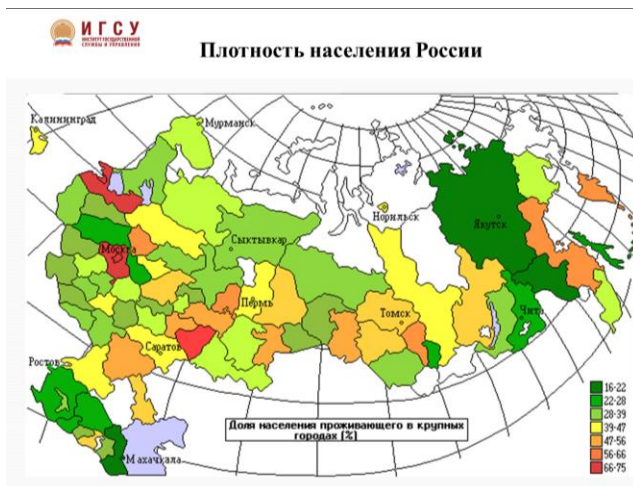 ИГСУ
ИНСТИТУТ ГОСУДАРСТВЕННОЙ
СЛУЖБЫ И УПРАВЛЕНИЯ
Плотность населения России
Калининград
Мурманск
Норильск
Якутск
Сыктывкар
Москва
Пермь
Томск
Чита
Саратов
Ростов
Махачкала
Доля населения проживающего в крупных
городах [%]
16-22
22-28
28-39
39-47
47-56
56-66
66-75